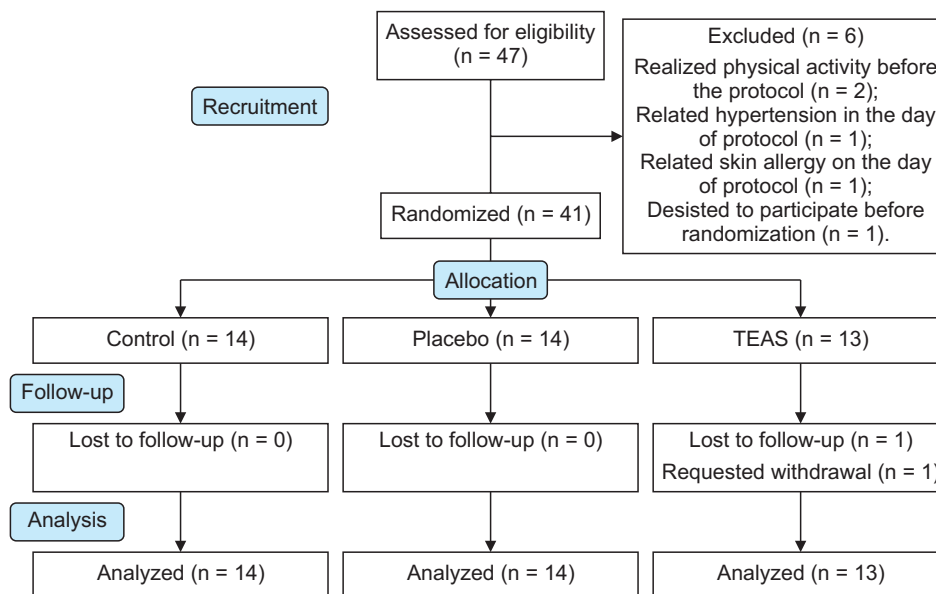 Assessed for eligibility
(n = 47)
Excluded (n = 6)
Realized physical activity before
the protocol (n = 2);
Related hypertension in the day
of protocol (n = 1);
Related skin allergy on the day
of protocol (n = 1);
Desisted to participate before
randomization (n = 1).
Recruitment
Randomized (n = 41)
Allocation
Control (n = 14)
Placebo (n = 14)
TEAS (n = 13)
Follow-up
Lost to follow-up (n = 0)
Lost to follow-up (n = 0)
Lost to follow-up (n = 1)
Requested withdrawal (n = 1)
Analysis
Analyzed (n = 14)
Analyzed (n = 14)
Analyzed (n = 13)